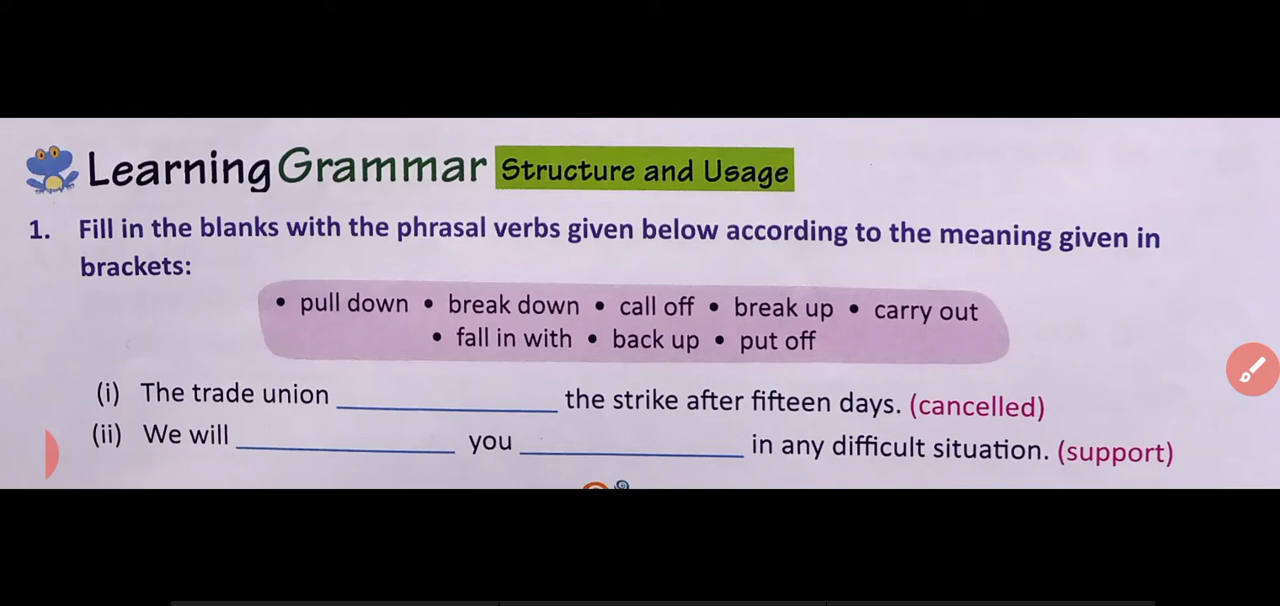 Learning Grammar Structure and Usage
1. Fill in the blanks with the phrasal verbs given below according to the meaning given in
brackets:
• pull down • break down • call off • break up • carry out
• fall in with • back up • put off
(i) The trade union ____________ the strike after fifteen days. (cancelled)
(ii) We will ____________ you ____________ in any difficult situation. (support)